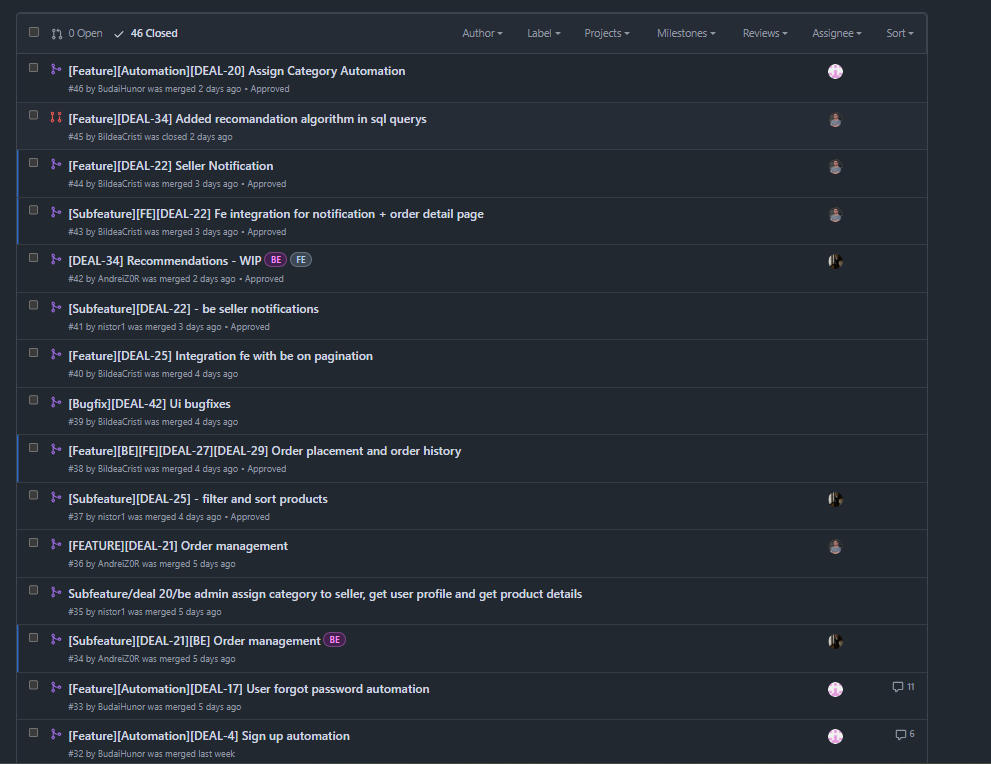 0 Open 46 Closed Author Label Projects Milestones Reviews Assignee Sort
[Feature][Automation][DEAL-20] Assign Category Automation
#46 by BudaiHunor was merged 2 days ago • Approved
[Feature][DEAL-34] Added recomandation algorithm in sql querys
#45 by BildeaCristi was closed 2 days ago
[Feature][DEAL-22] Seller Notification
#44 by BildeaCristi was merged 3 days ago • Approved
[Subfeature][FE][DEAL-22] Fe integration for notification + order detail page
#43 by BildeaCristi was merged 3 days ago • Approved
[DEAL-34] Recommendations - WIP BE FE
#42 by AndreiZ0R was merged 2 days ago • Approved
[Subfeature][DEAL-22] - be seller notifications
#41 by nistor1 was merged 3 days ago • Approved
[Feature][DEAL-25] Integration fe with be on pagination
#40 by BildeaCristi was merged 4 days ago
[Bugfix][DEAL-42] Ui bugfixes
#39 by BildeaCristi was merged 4 days ago
[Feature][BE][FE][DEAL-27][DEAL-29] Order placement and order history
#38 by BildeaCristi was merged 4 days ago • Approved
[Subfeature][DEAL-25] - filter and sort products
#37 by nistor1 was merged 4 days ago • Approved
[FEATURE][DEAL-21] Order management
#36 by AndreiZ0R was merged 5 days ago
Subfeature/deal 20/be admin assign category to seller, get user profile and get product details
#35 by nistor1 was merged 5 days ago
[Subfeature][DEAL-21][BE] Order management BE
#34 by AndreiZ0R was merged 5 days ago
[Feature][Automation][DEAL-17] User forgot password automation 11
#33 by BudaiHunor was merged 5 days ago
[Feature][Automation][DEAL-4] Sign up automation 6
#32 by BudaiHunor was merged last week